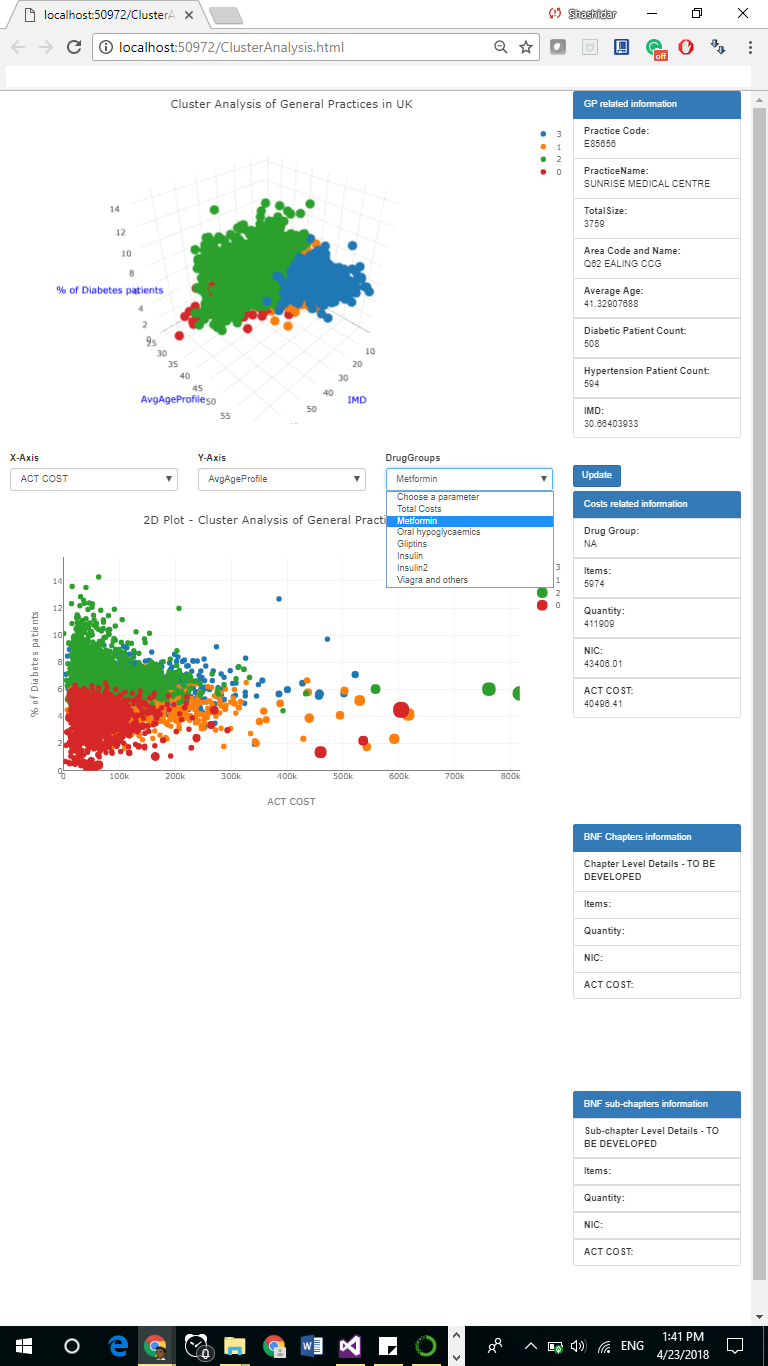 localhost:50972/ClusterA
Shashidar
localhost:50972/ClusterAnalysis.html
off
Cluster Analysis of General Practices in UK
3
1
2
0
14
12
10
8
6
4
2
0
% of Diabetes patients
25
30
35
40
45
50
55
AvgAgeProfile
10
20
30
40
50
IMD
GP related information
Practice Code:
E85656
PracticeName:
SUNRISE MEDICAL CENTRE
TotalSize:
3759
Area Code and Name:
Q62 EALING CCG
Average Age:
41.32907688
Diabetic Patient Count:
508
Hypertension Patient Count:
594
IMD:
30.66403933
X-Axis
ACT COST
Y-Axis
AvgAgeProfile
DrugGroups
Metformin
Choose a parameter
Total Costs
Metformin
Oral hypoglycaemics
Gliptins
Insulin
Insulin2
Viagra and others
Update
2D Plot - Cluster Analysis of General Practi
3
1
2
0
14
12
10
8
6
4
2
0
% of Diabetes patients
0
100k
200k
300k
400k
500k
600k
700k
800k
ACT COST
Costs related information
Drug Group:
NA
Items:
5974
Quantity:
411909
NIC:
43406.01
ACT COST:
40496.41
BNF Chapters information
Chapter Level Details - TO BE
DEVELOPED
Items:
Quantity:
NIC:
ACT COST:
BNF sub-chapters information
Sub-chapter Level Details - TO
BE DEVELOPED
Items:
Quantity:
NIC:
ACT COST:
ENG
1:41 PM
4/23/2018